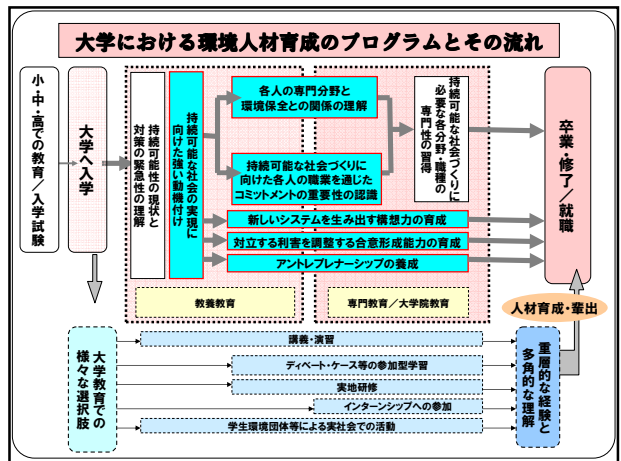 大学における環境人材育成のプログラムとその流れ
小・中・高での教育／入学試験
大学へ入学
持続可能性の現状と
対策の緊急性の理解
持続可能な社会の実現に
向けた強い動機付け
各人の専門分野と
環境保全との関係の理解
持続可能な社会づくりに
向けた各人の職業を通じた
コミットメントの重要性の認識
持続可能な社会づくりに
必要な各分野・職種の
専門性の習得
新しいシステムを生み出す構想力の育成
対立する利害を調整する合意形成能力の育成
アントレプレナーシップの養成
卒業・修了／就職
教養教育
専門教育／大学院教育
人材育成・輩出
大学教育での
様々な選択肢
講義・演習
ディベート・ケース等の参加型学習
実地研修
インターンシップへの参加
学生環境団体等による実社会での活動
重層的な経験と
多角的な理解